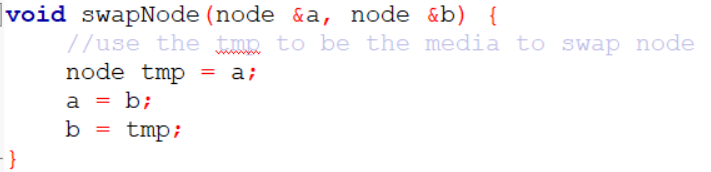 void swapNode(node &a, node &b) {
//use the tmp to be the media to swap node
node tmp = a;
a = b;
b = tmp;
}